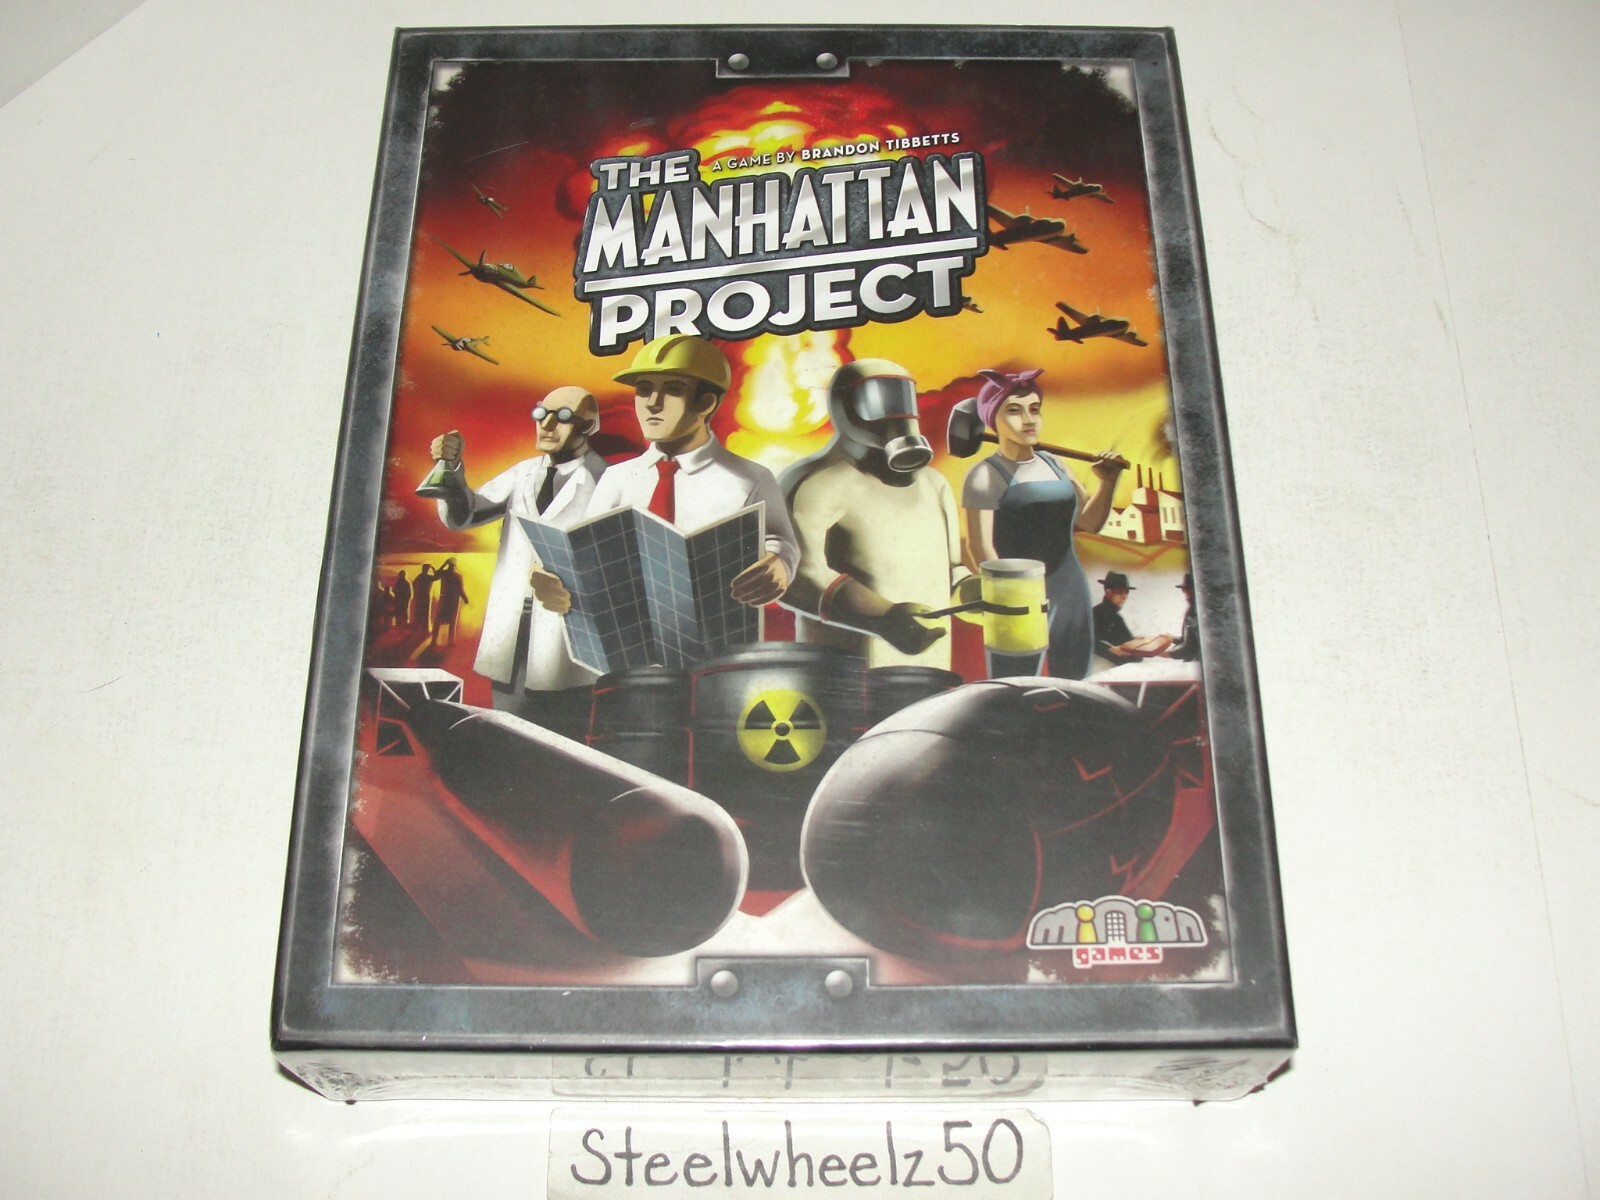 A GAME BY BRANDON TIBBETTS
THE
MANHATTAN
PROJECT
miNion
games
Steelwheelz50